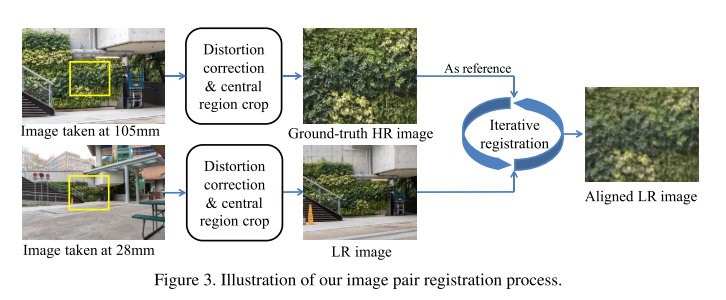 Image taken at 105mm
Distortion
correction
& central
region crop
Ground-truth HR image
As reference
Iterative
registration
Aligned LR image
Image taken at 28mm
Distortion
correction
& central
region crop
LR image
Figure 3. Illustration of our image pair registration process.